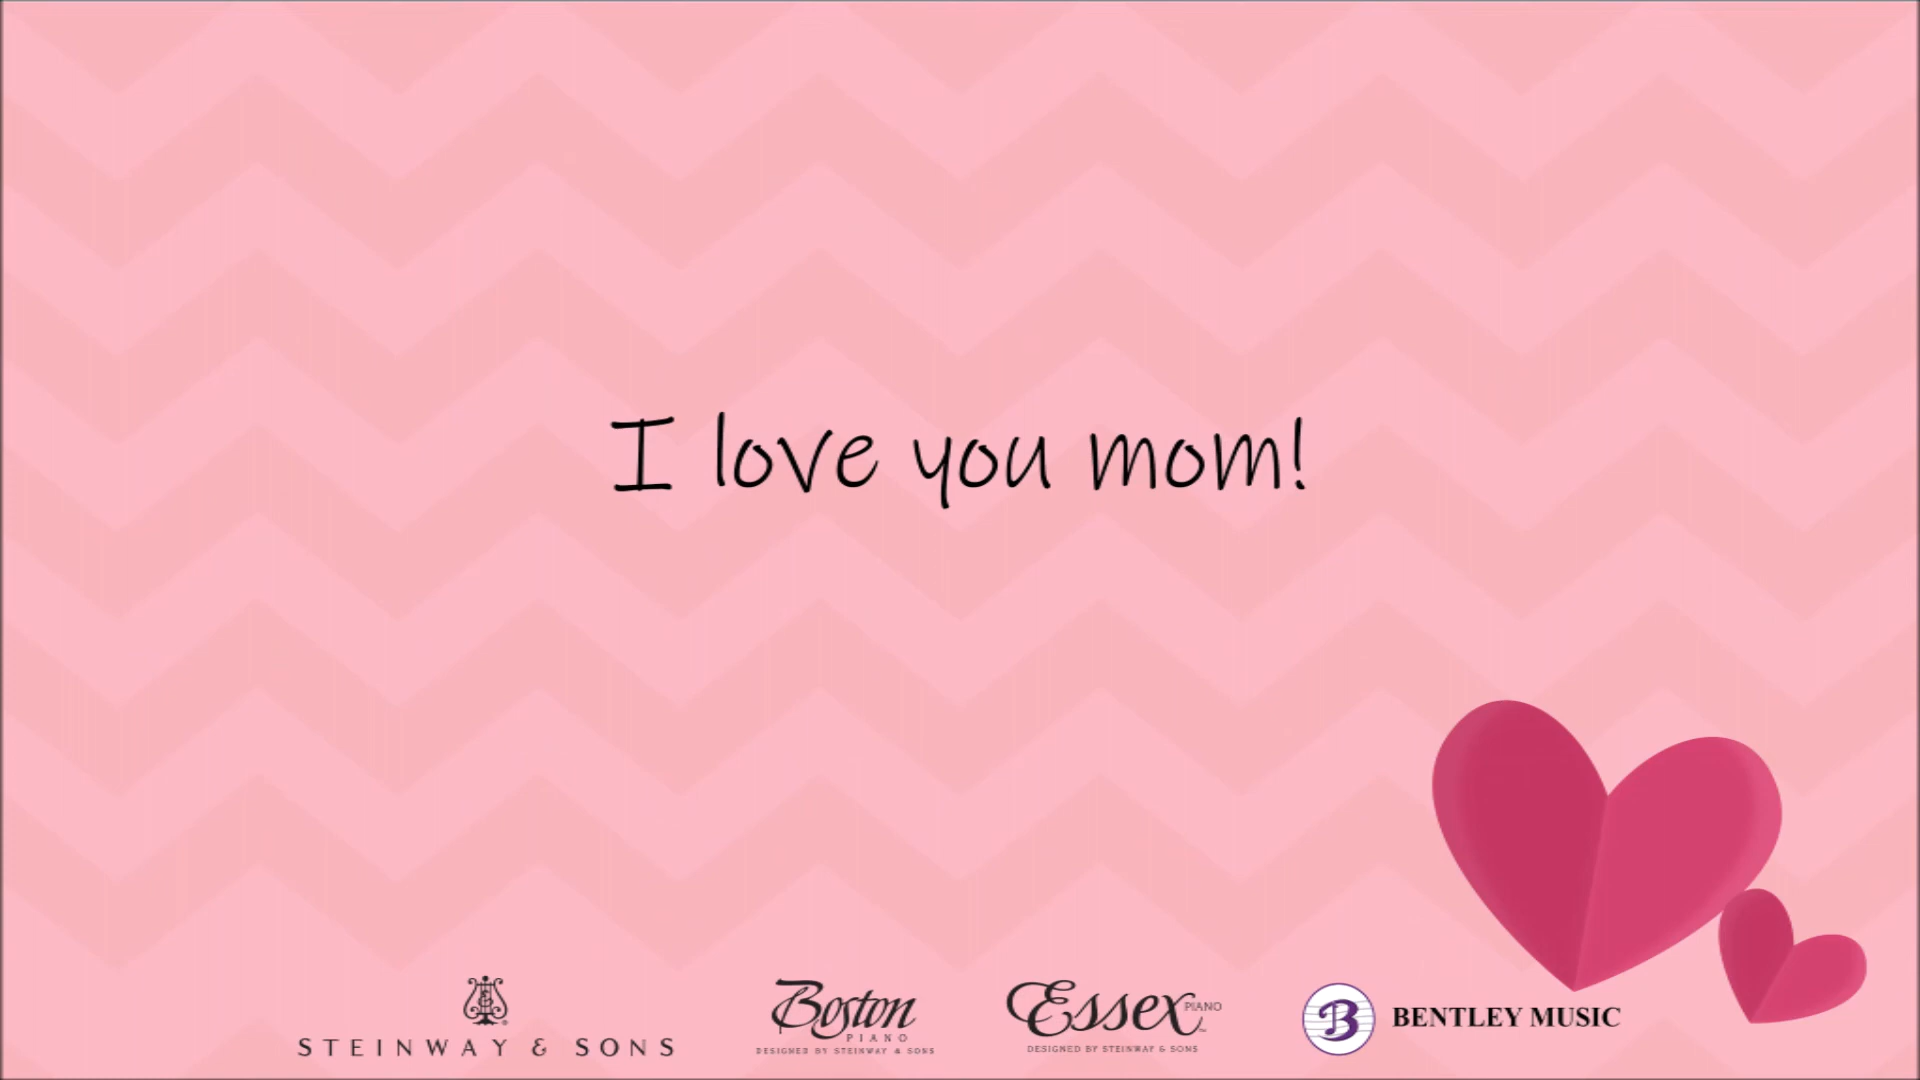 I love you mom!
STEINWAY & SONS
Boston
PIANO
DESIGNED BY STEINWAY & SONS
Essex PIANO
DESIGNED BY STEINWAY & SONS
B BENTLEY MUSIC